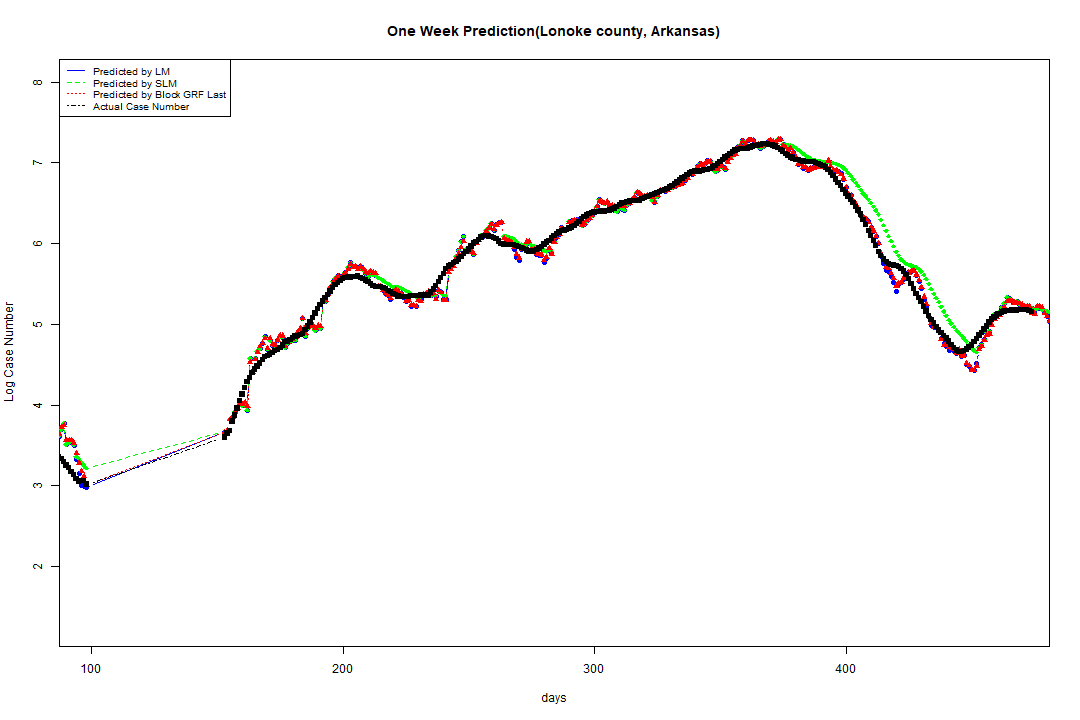 One Week Prediction(Lonoke county, Arkansas)
Predicted by LM
Predicted by SLM
Predicted by Block GRF Last
Actual Case Number
8
7
6
5
4
3
2
Log Case Number
100 200 300 400
days